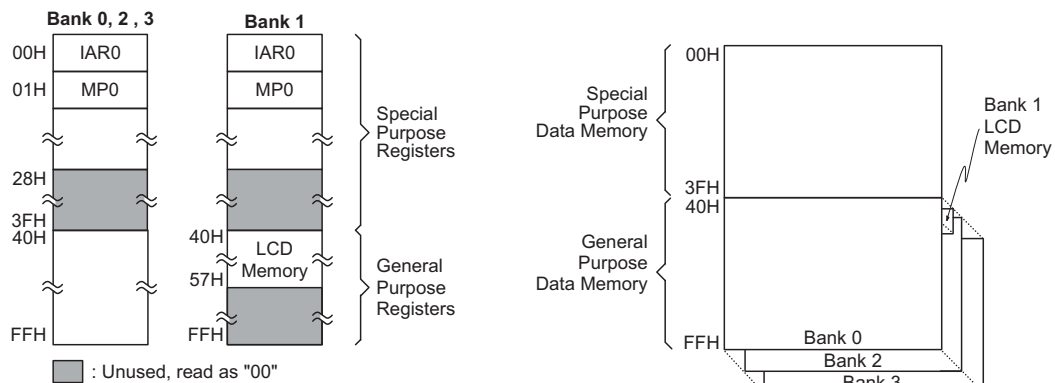 Bank 0, 2 , 3
Bank 1
00H
IAR0
IAR0
01H
MP0
MP0
28H
3FH
40H
40H
LCD
Memory
57H
FFH
FFH
Special
Purpose
Registers
General
Purpose
Registers
: Unused, read as "00"
00H
Special
Purpose
Data Memory
3FH
40H
General
Purpose
Data Memory
FFH
Bank 1
LCD
Memory
Bank 0
Bank 2
Bank 3